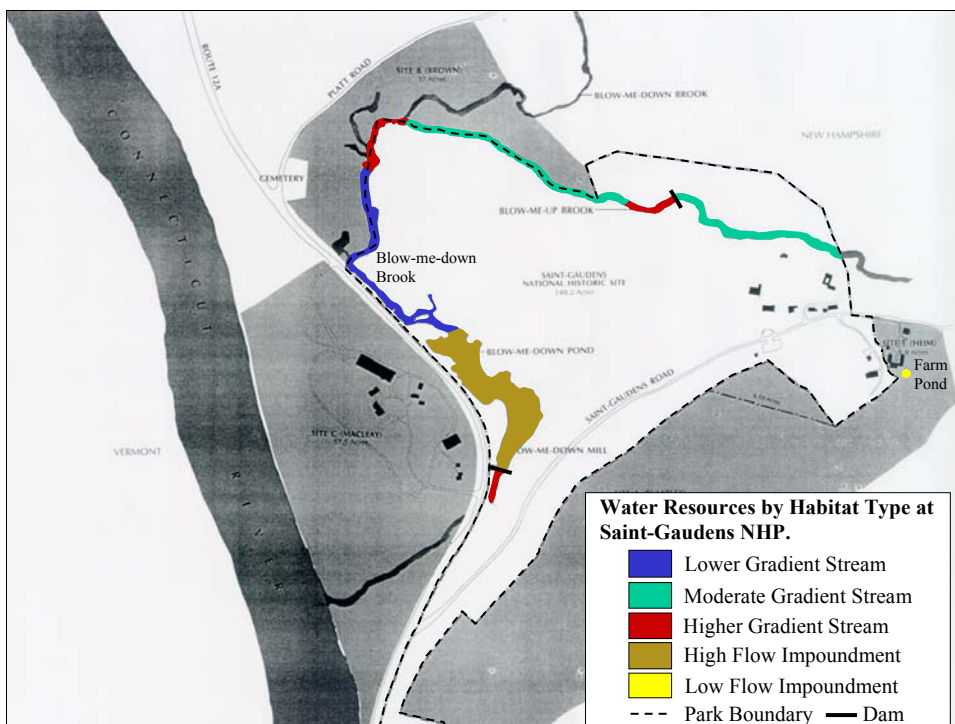 ROUTE 12A
PLATT ROAD
SITE B (BROWN)
BLOW-ME-DOWN BROOK
NEW HAMPSHIRE
CONNECTICUT RIVER
CEMETERY
BLOW-ME-UP BROOK
Blow-me-down
Brook
SAINT-GAUDENS
NATIONAL HISTORIC SITE
148.2 Acres
BLOW-ME-DOWN POND
SAINT-GAUDENS ROAD
SITE E (HEIM)
Farm
Pond
SITE C (MACLEAY)
VERMONT
OW-ME-DOWN MILL
Water Resources by Habitat Type at
Saint-Gaudens NHP.
Lower Gradient Stream
Moderate Gradient Stream
Higher Gradient Stream
High Flow Impoundment
Low Flow Impoundment
Park Boundary
Dam